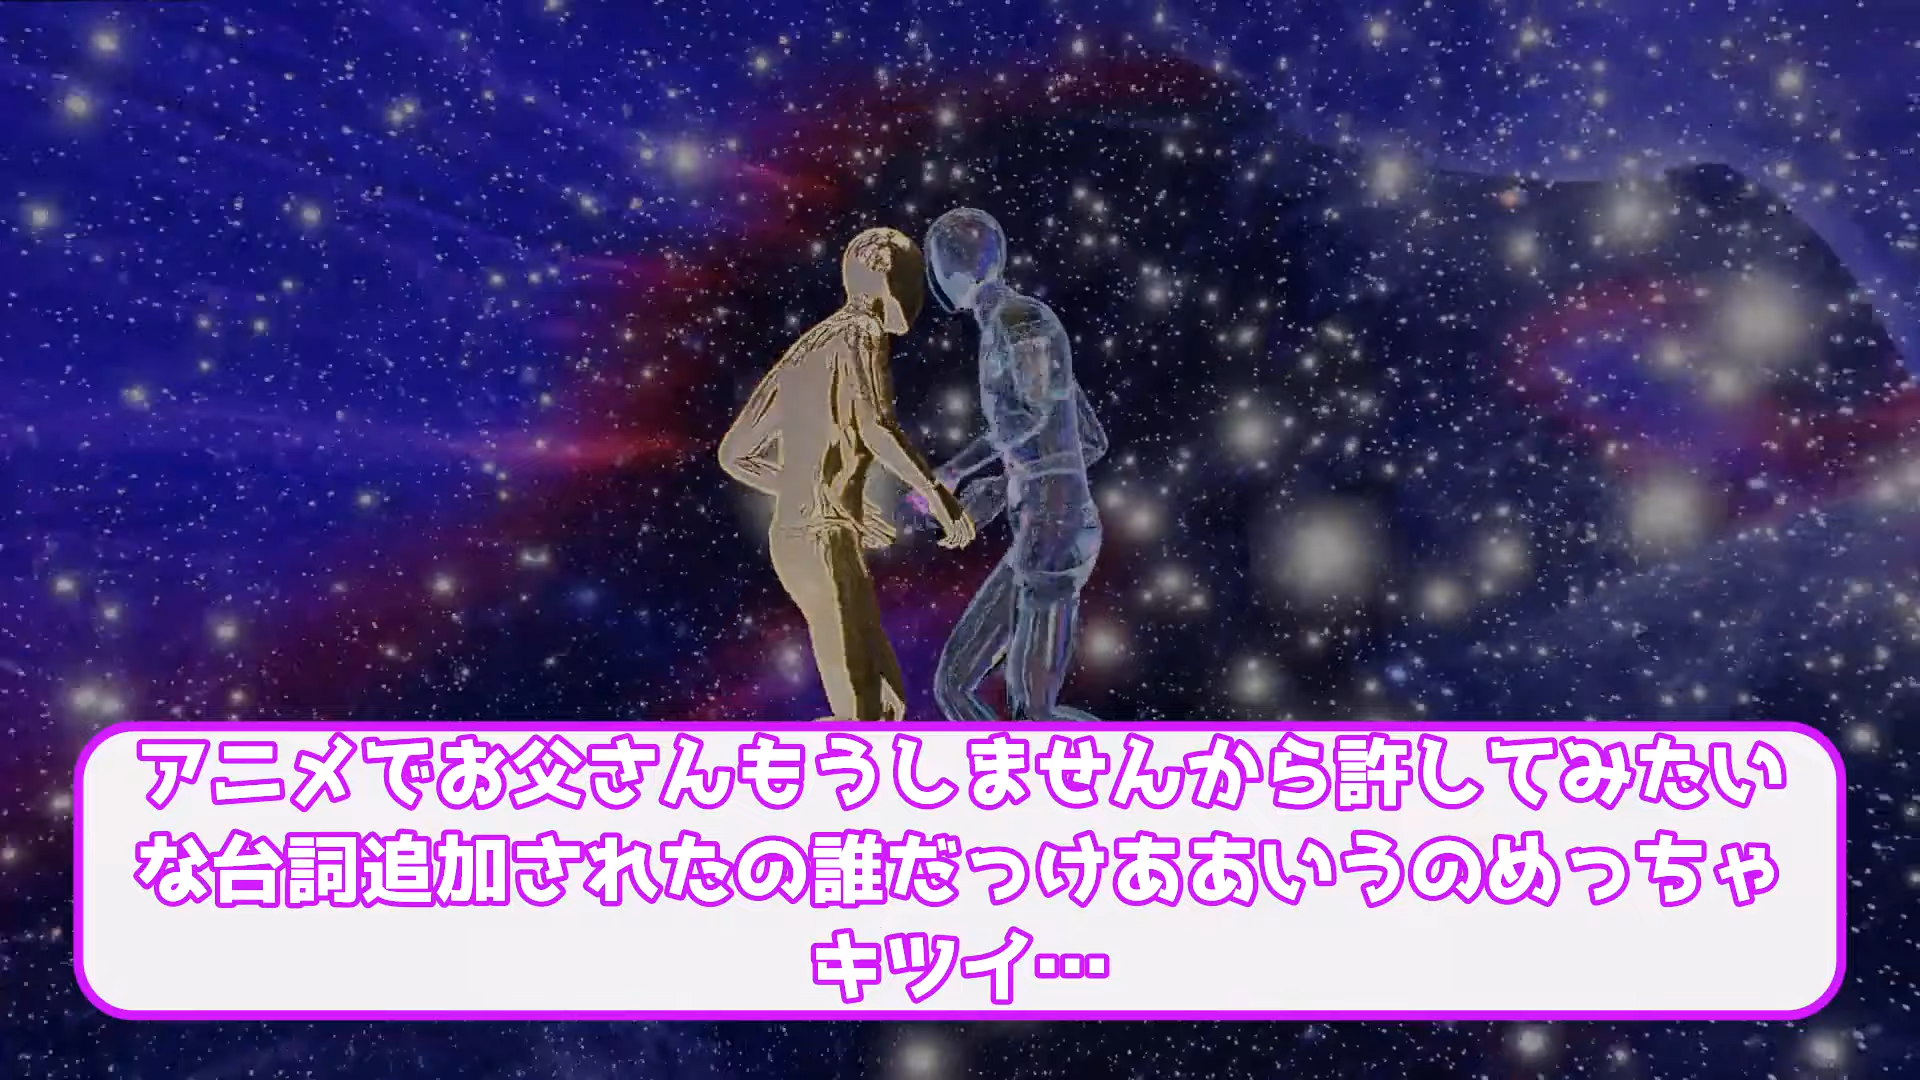 アニメでお父さんもうしませんから許してみたい
な台詞追加されたの誰だっけああいうのめっちゃ
キツイ…